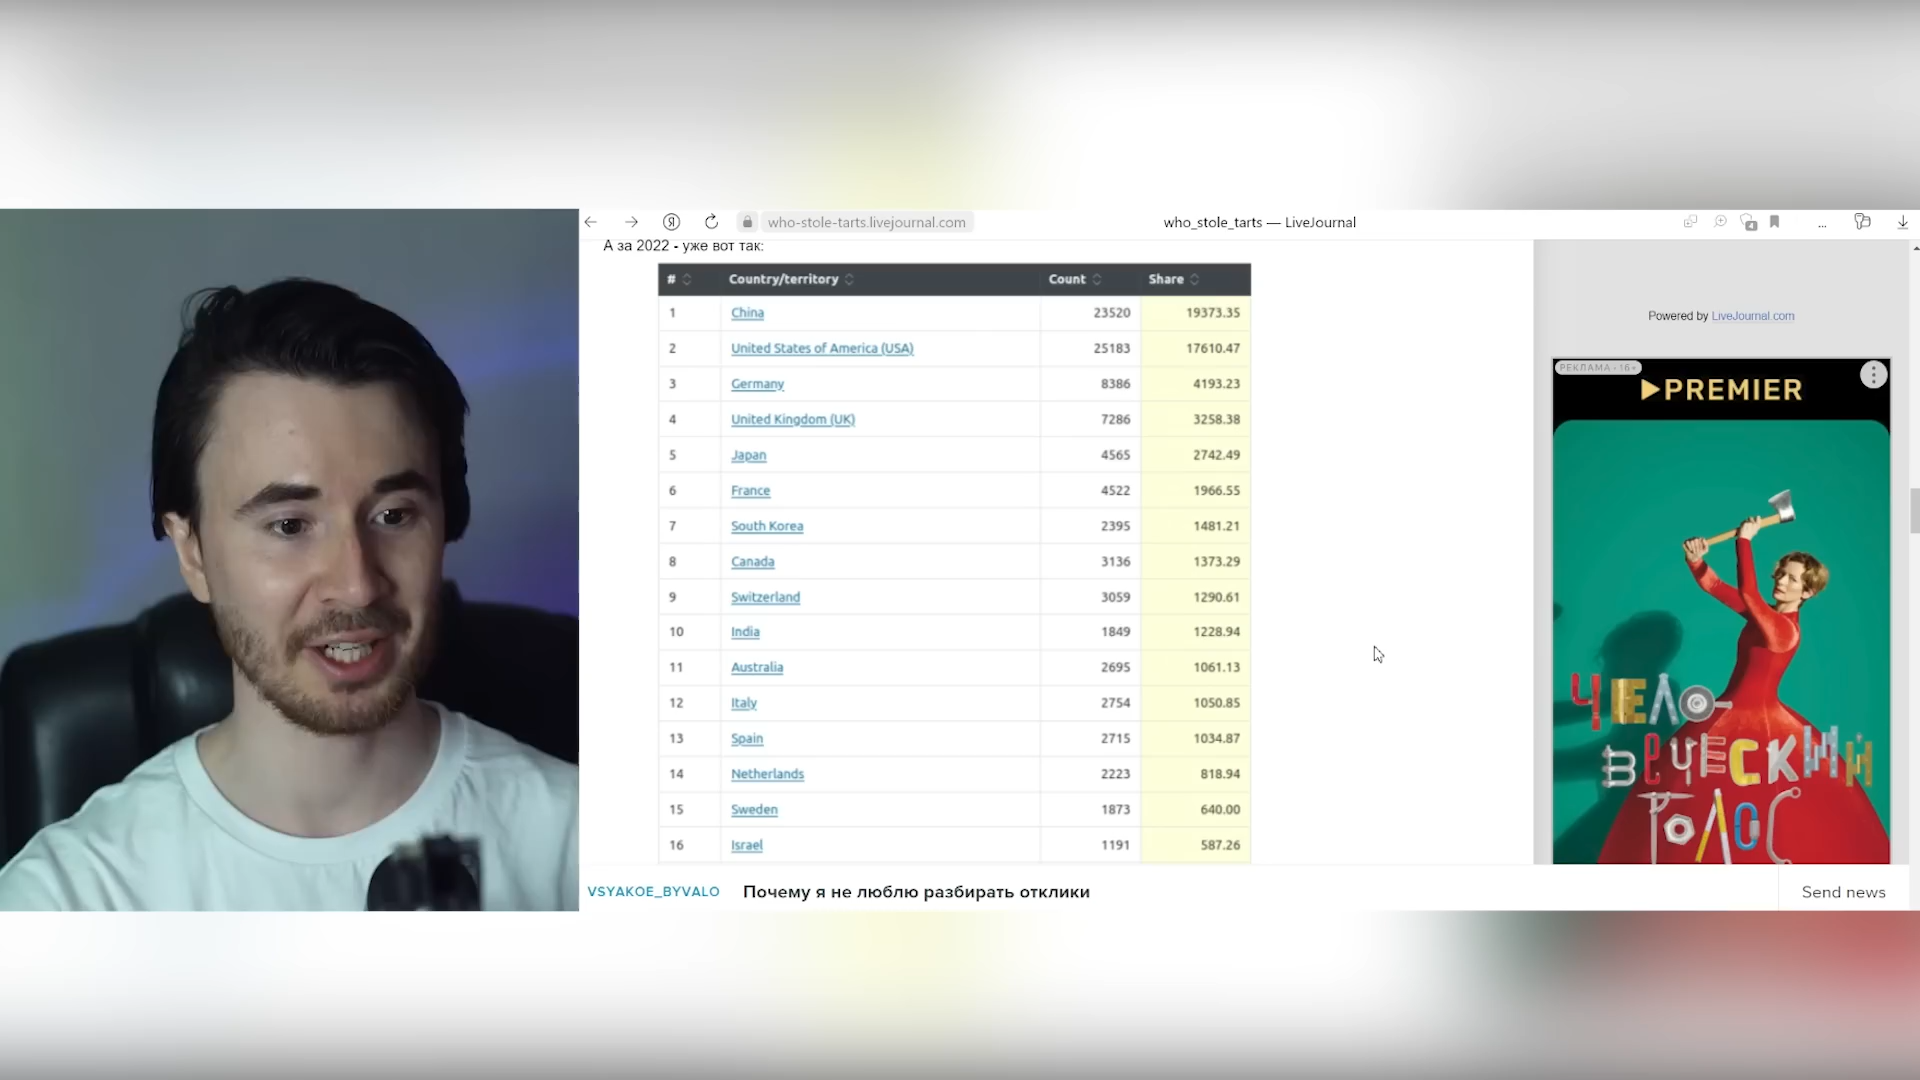 who-stole-tarts.livejournal.com
who_stole_tarts — LiveJournal
...
А за 2022 - уже вот так:
# Country/territory Count Share
1 China 23520 19373.35
2 United States of America (USA) 25183 17610.47
3 Germany 8386 4193.23
4 United Kingdom (UK) 7286 3258.38
5 Japan 4565 2742.49
6 France 4522 1966.55
7 South Korea 2395 1481.21
8 Canada 3136 1373.29
9 Switzerland 3059 1290.61
10 India 1849 1228.94
11 Australia 2695 1061.13
12 Italy 2754 1050.85
13 Spain 2715 1034.87
14 Netherlands 2223 818.94
15 Sweden 1873 640.00
16 Israel 1191 587.26
Powered by LiveJournal.com
РЕКЛАМА • 16+
PREMIER
ЧЕЛО-
ВЕЧЕСКИЙ
ГОЛОС
VSYAKOE_BYVALO Почему я не люблю разбирать отклики
Send news